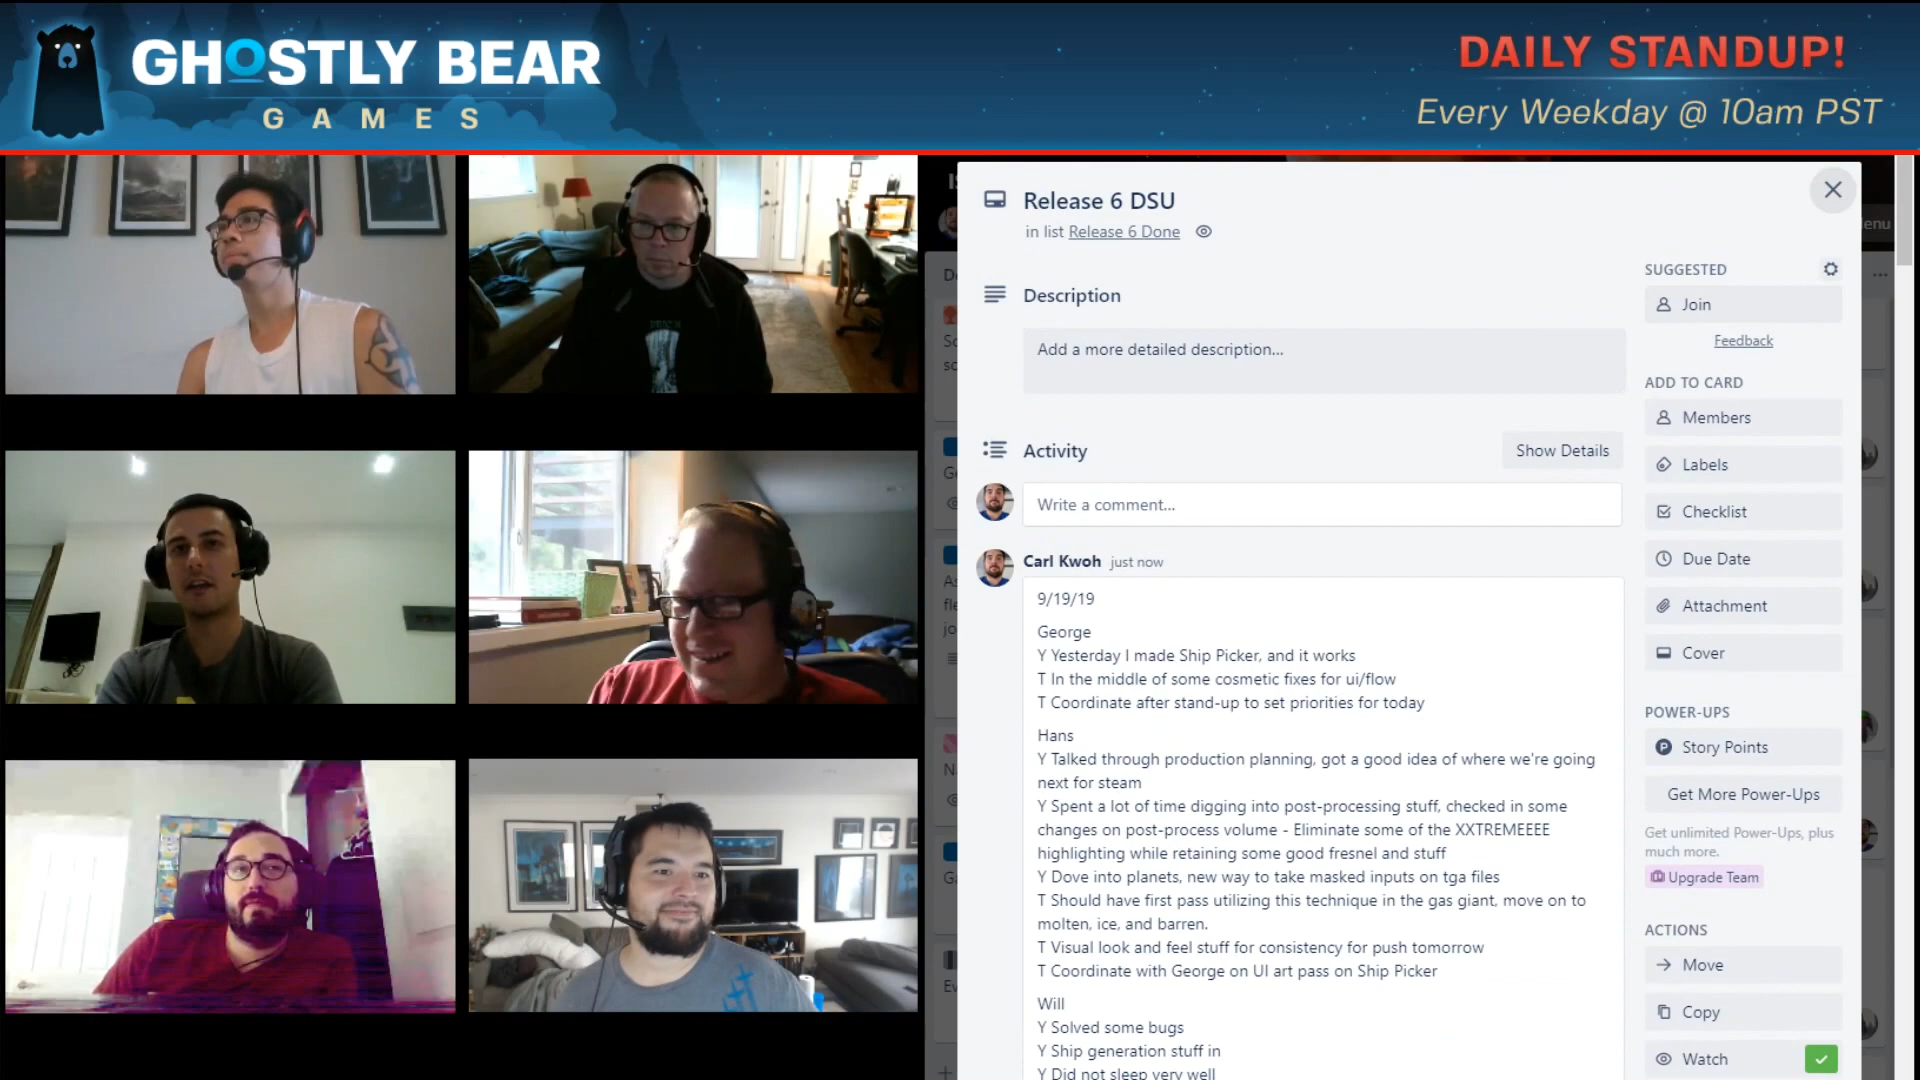 GHOSTLY BEAR
GAMES
DAILY STANDUP!
Every Weekday @ 10am PST
Release 6 DSU
in list Release 6 Done
Description
Add a more detailed description...
Activity
Show Details
Write a comment...
Carl Kwoh just now
9/19/19
George
Y Yesterday I made Ship Picker, and it works
T In the middle of some cosmetic fixes for ui/flow
T Coordinate after stand-up to set priorities for today
Hans
Y Talked through production planning, got a good idea of where we're going
next for steam
Y Spent a lot of time digging into post-processing stuff, checked in some
changes on post-process volume - Eliminate some of the XXTREMEEEE
highlighting while retaining some good fresnel and stuff
Y Dove into planets, new way to take masked inputs on tga files
T Should have first pass utilizing this technique in the gas giant, move on to
molten, ice, and barren.
T Visual look and feel stuff for consistency for push tomorrow
T Coordinate with George on UI art pass on Ship Picker
Will
Y Solved some bugs
Y Ship generation stuff in
Y Did not sleep very well
SUGGESTED
Join
Feedback
ADD TO CARD
Members
Labels
Checklist
Due Date
Attachment
Cover
POWER-UPS
Story Points
Get More Power-Ups
Get unlimited Power-Ups, plus
much more.
Upgrade Team
ACTIONS
Move
Copy
Watch